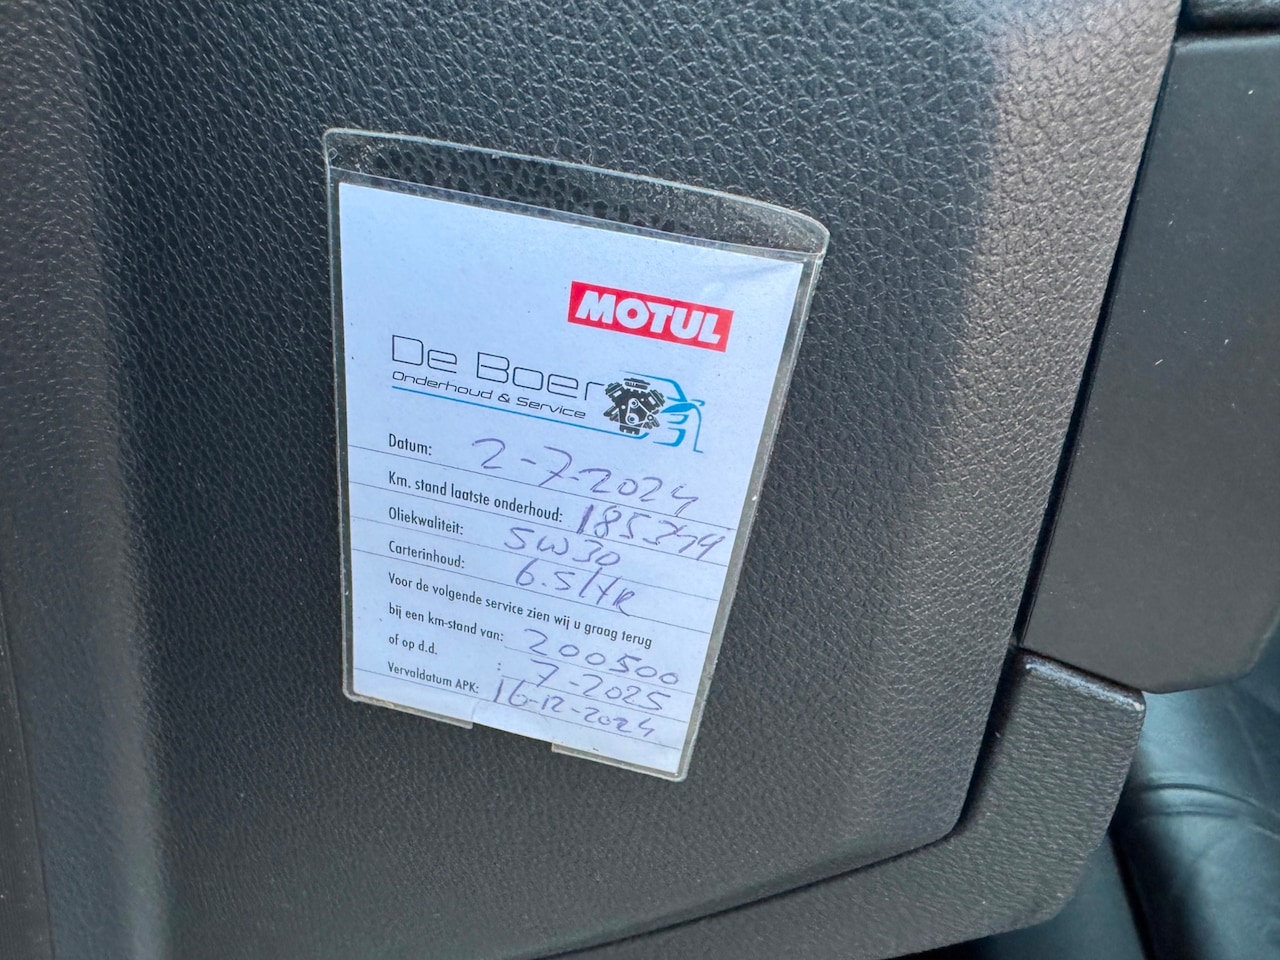 MOTUL
De Boer
Onderhoud & Service
Datum: 2-7-2024
Km. stand laatste onderhoud:
Oliekwaliteit: 5W30
Carterinhoud: 6.5 ltr
Voor de volgende service zien wij u graag terug
bij een km-stand van: 200500
of op d.d. : 7-2025
Vervaldatum APK: 16-12-2024